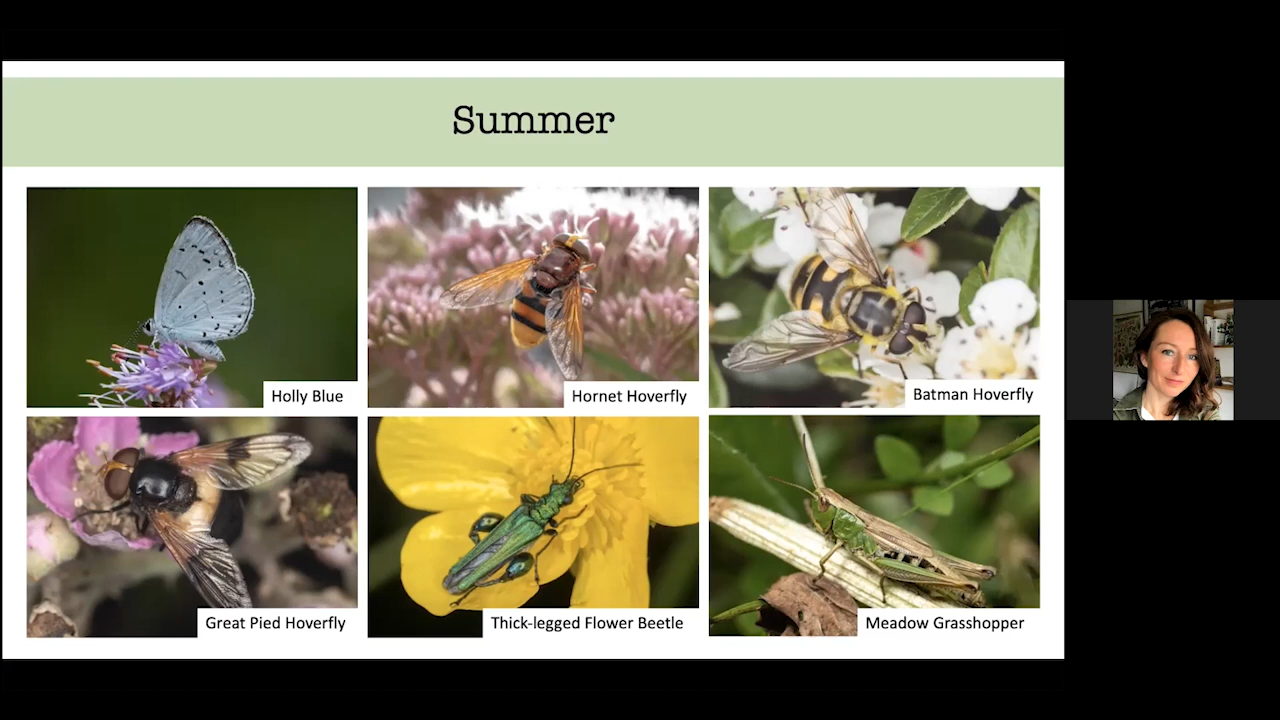 Summer
Holly Blue
Hornet Hoverfly
Batman Hoverfly
Great Pied Hoverfly
Thick-legged Flower Beetle
Meadow Grasshopper